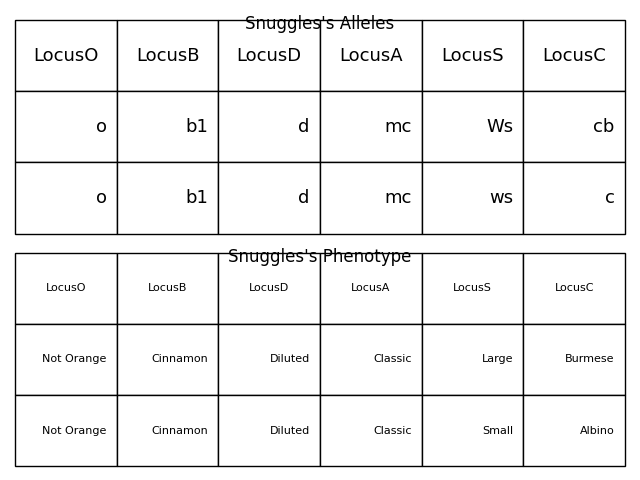 Snuggles's Alleles
LocusO LocusB LocusD LocusA LocusS LocusC
o b1 d mc Ws cb
o b1 d mc ws c
Snuggles's Phenotype
LocusO LocusB LocusD LocusA LocusS LocusC
Not Orange Cinnamon Diluted Classic Large Burmese
Not Orange Cinnamon Diluted Classic Small Albino